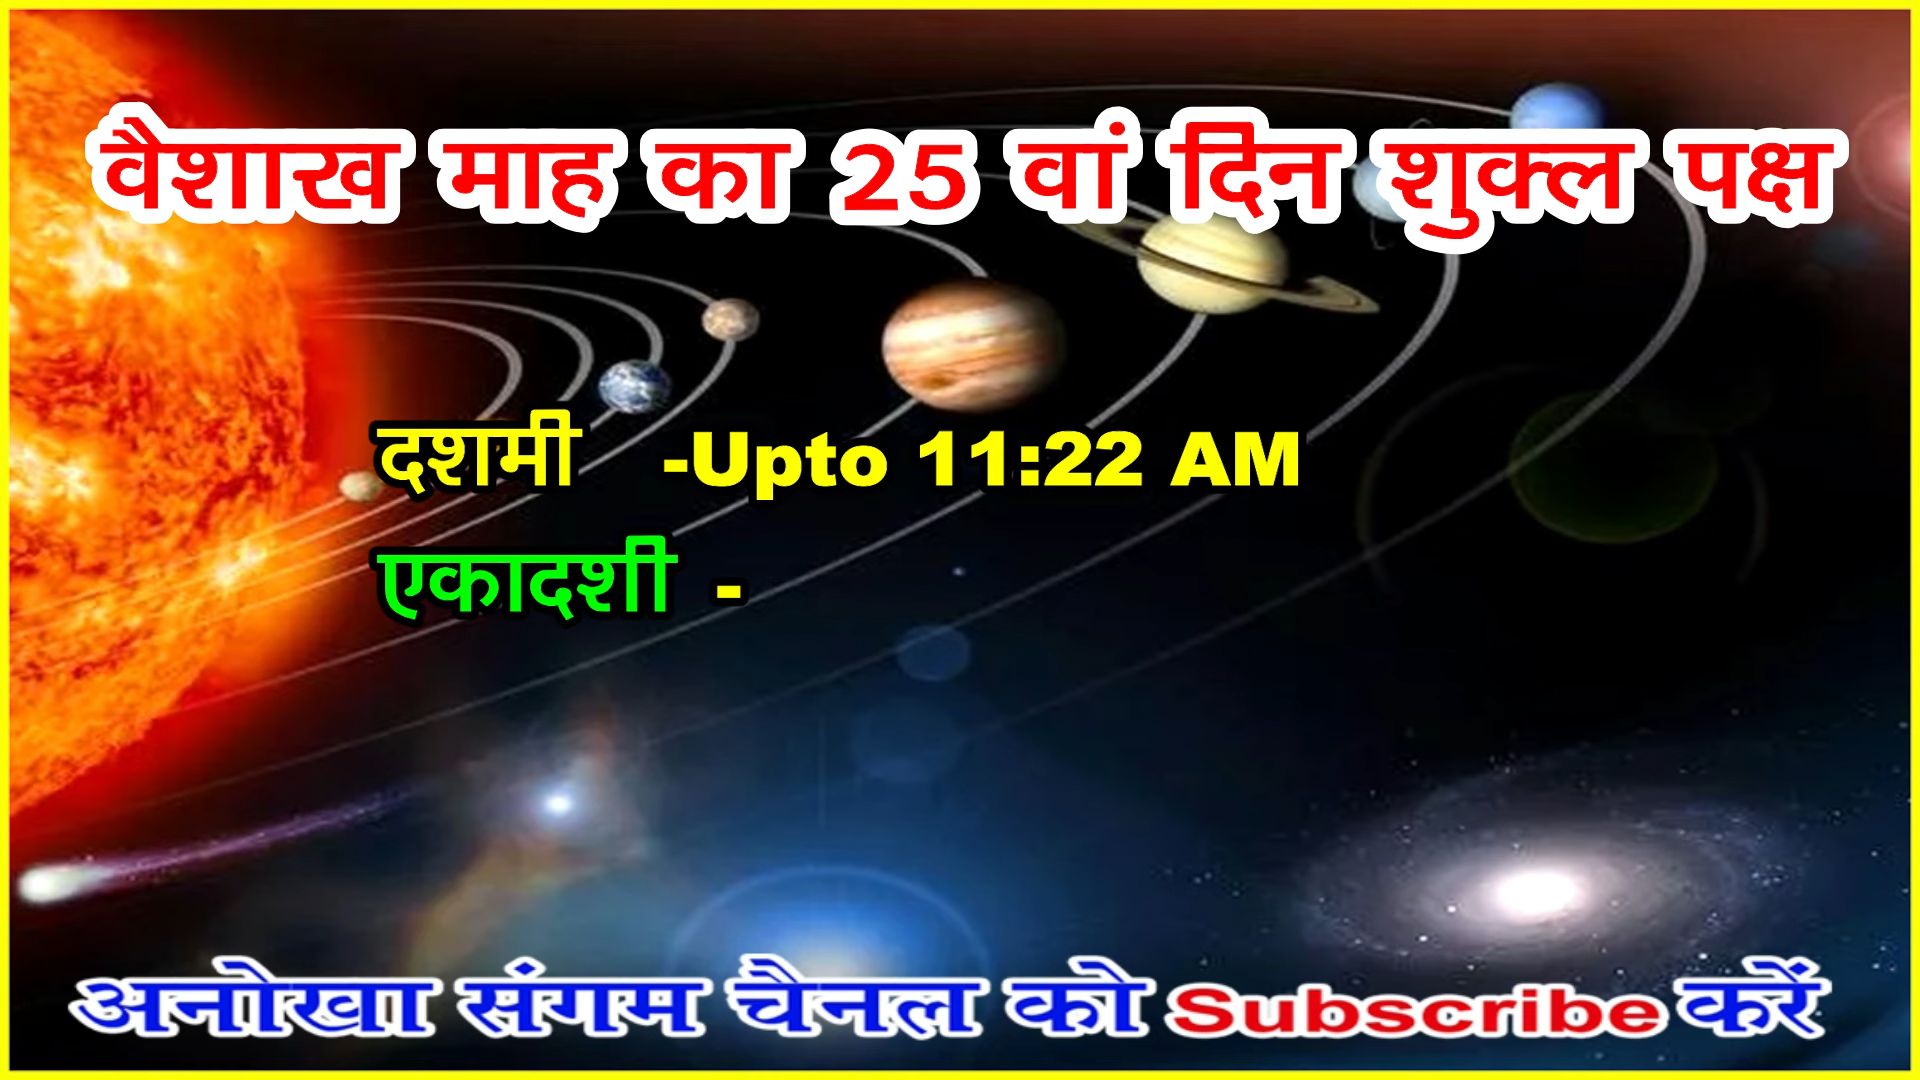 वैशाख माह का 25 वां दिन शुक्ल पक्ष
दशमी -Upto 11:22 AM
एकादशी -
अनोखा संगम चैनल को Subscribe करें